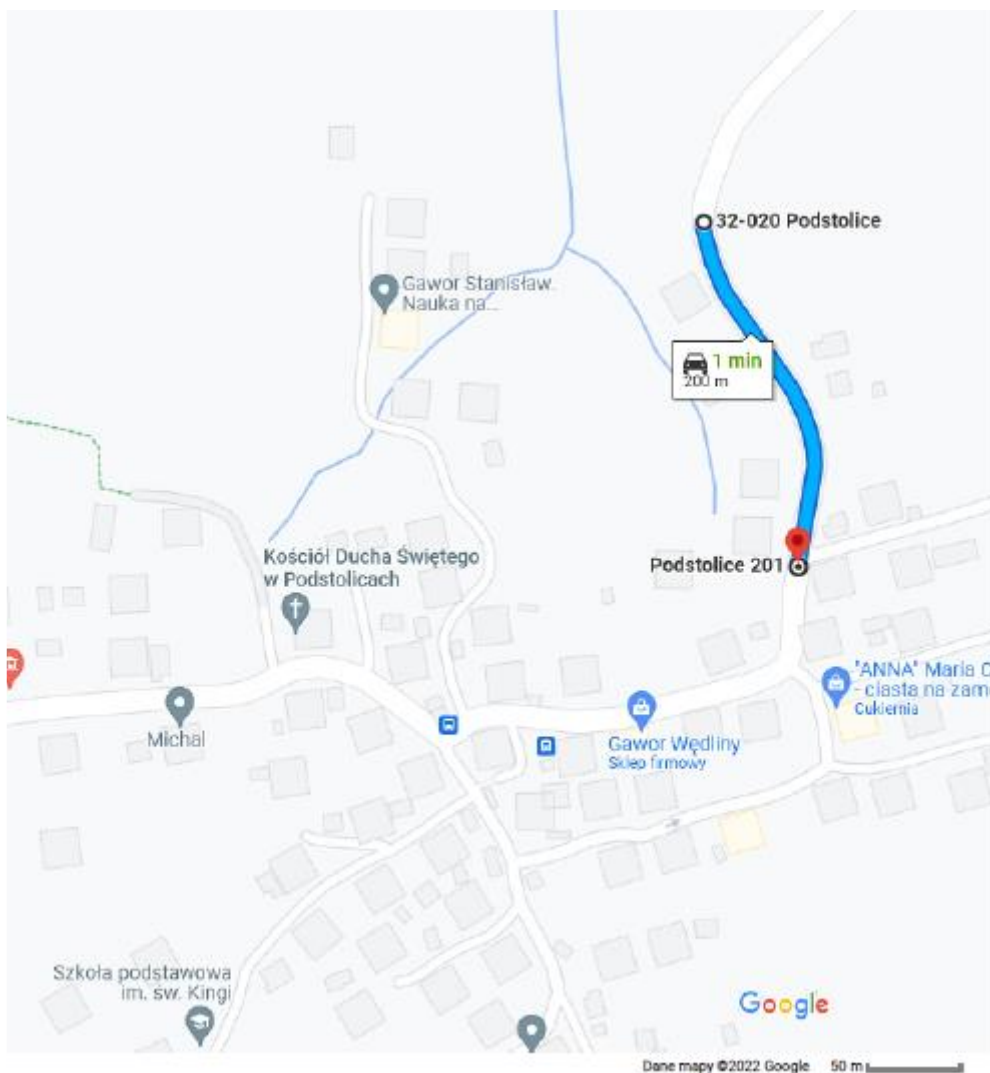 32-020 Podstolice
Gawor Stanisław.
Nauka na...
1 min
200 m
Kościół Ducha Świętego
w Podstolicach
Podstolice 201
"ANNA" Maria C
- ciasta na zam
Cukiernia
Michal
Gawor Wędliny
Sklep firmowy
Szkoła podstawowa
im. św. Kingi
Google
Dane mapy ©2022 Google 50 m